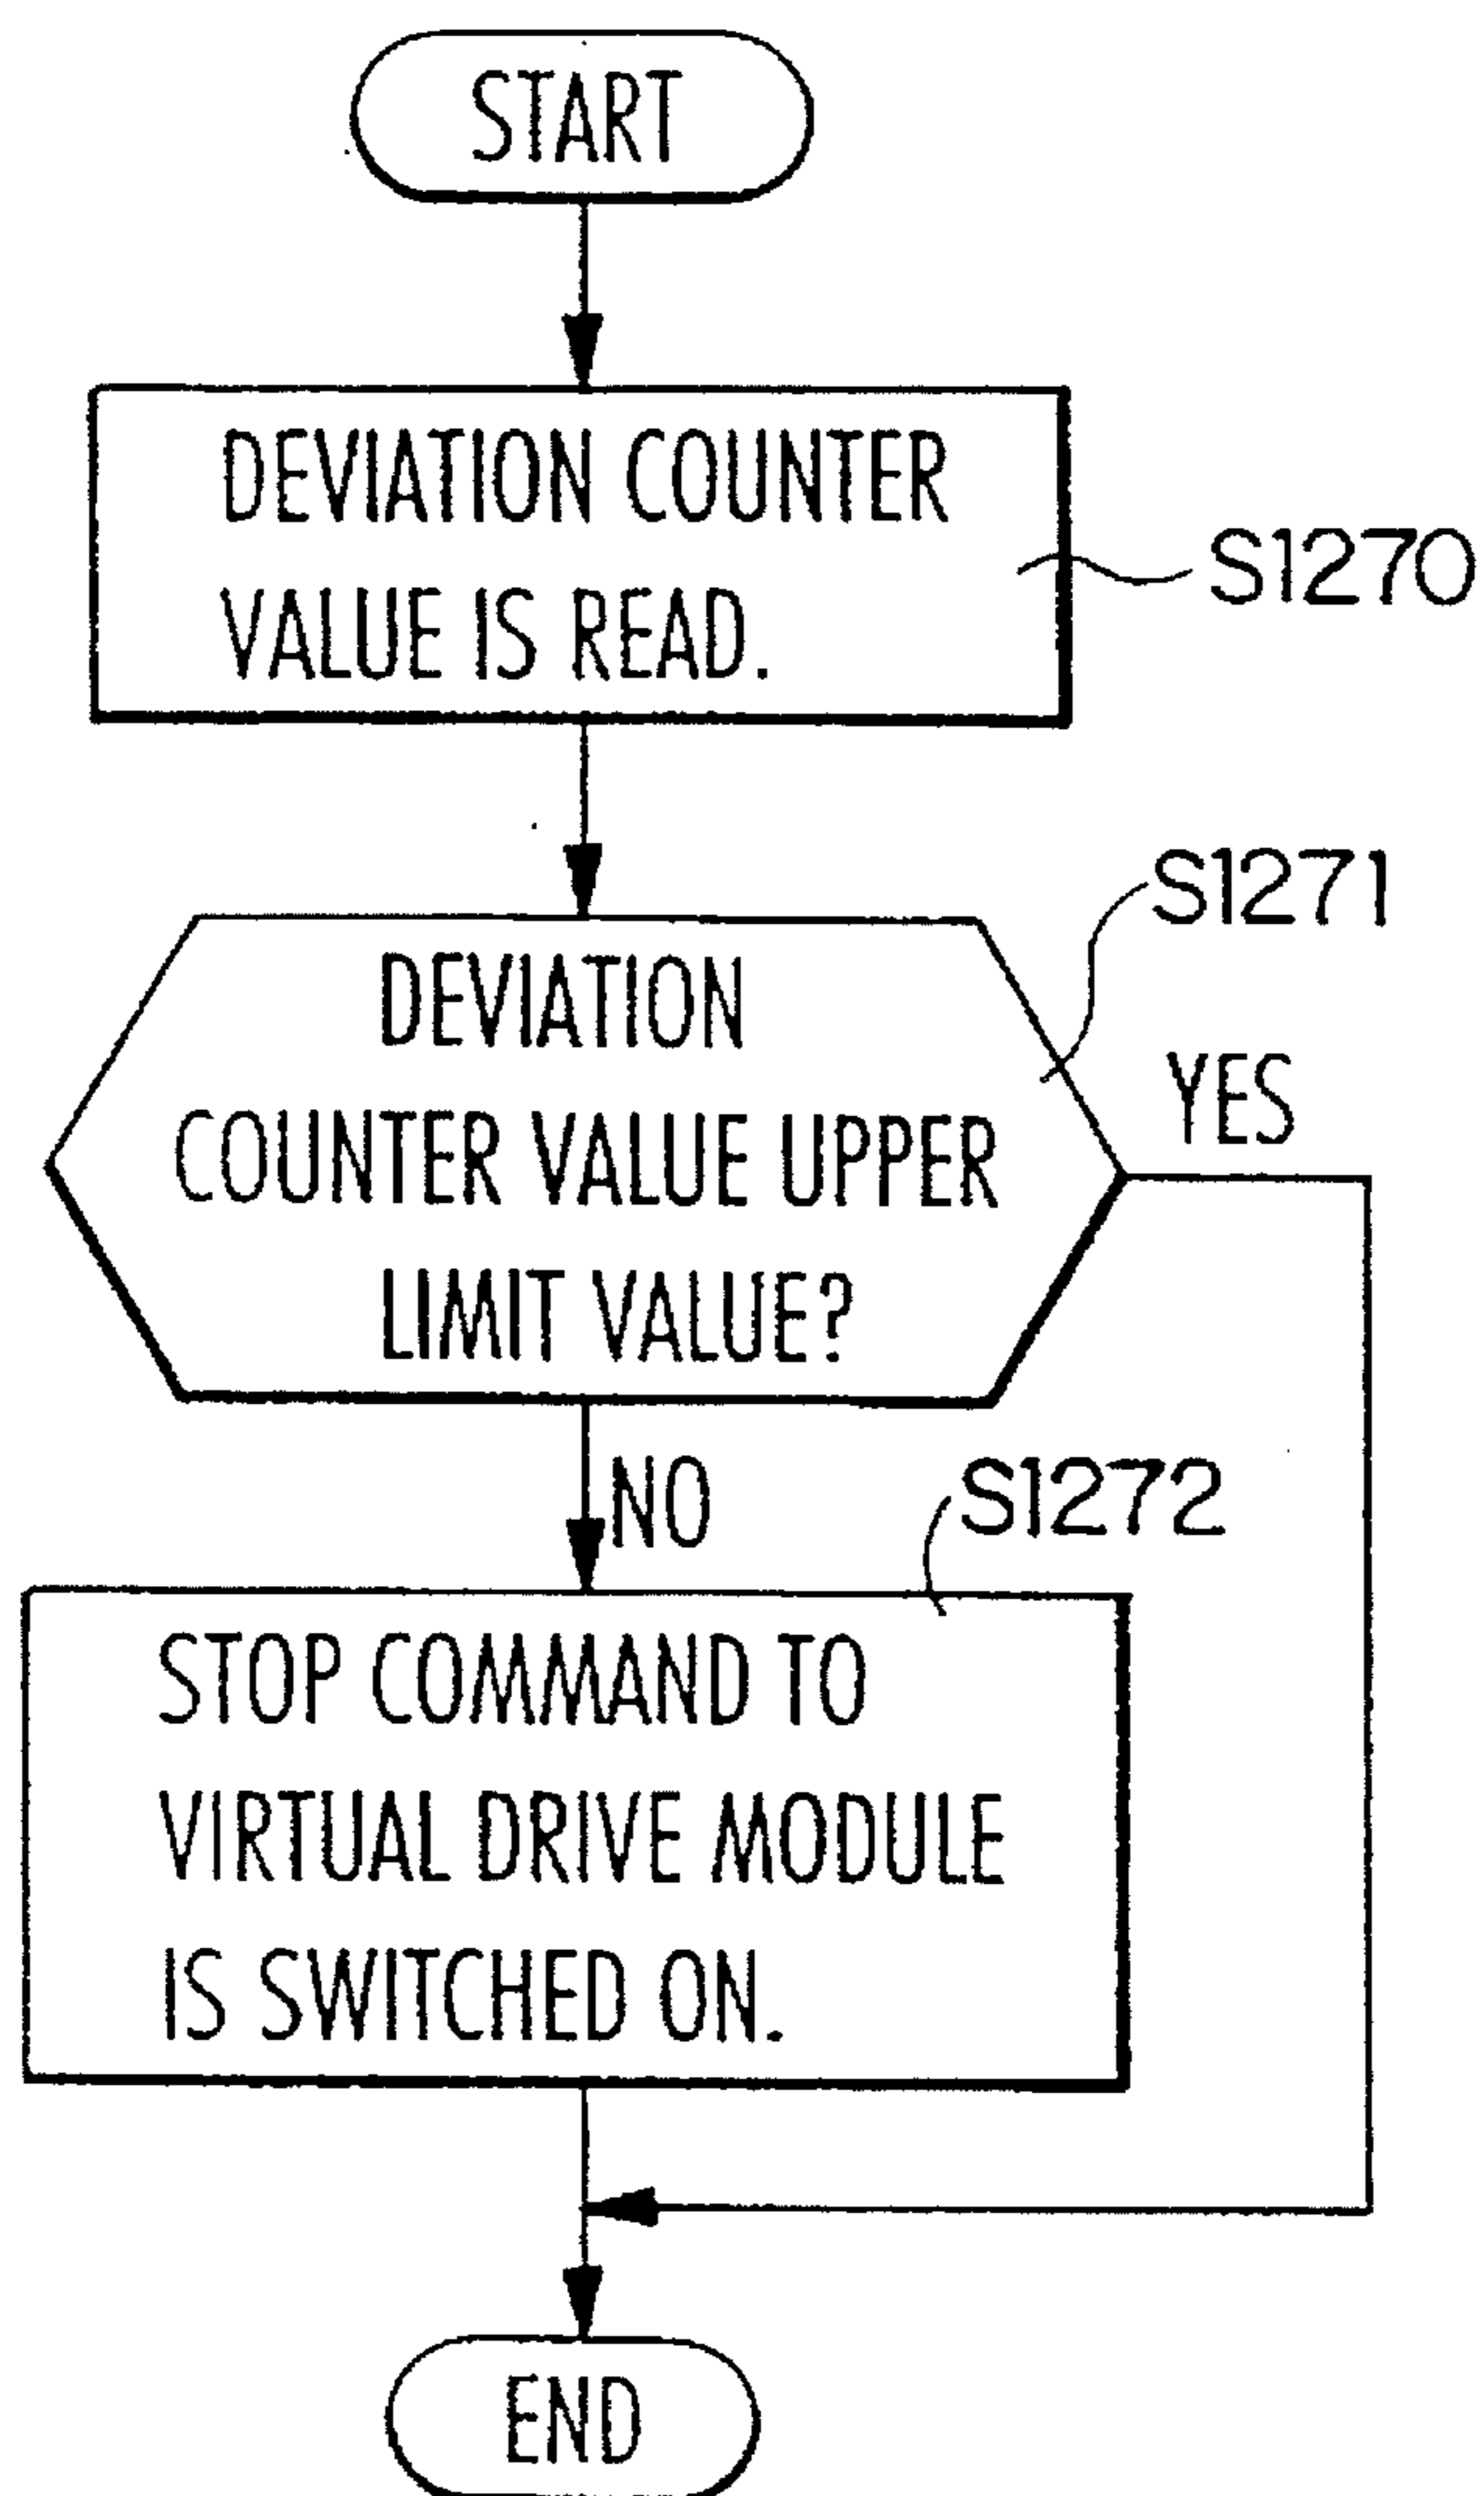 START
DEVIATION COUNTER
VALUE IS READ.
S1270
S1271
DEVIATION
COUNTER VALUE UPPER
LIMIT VALUE?
YES
NO
S1272
STOP COMMAND TO
VIRTUAL DRIVE MODULE
IS SWITCHED ON.
END